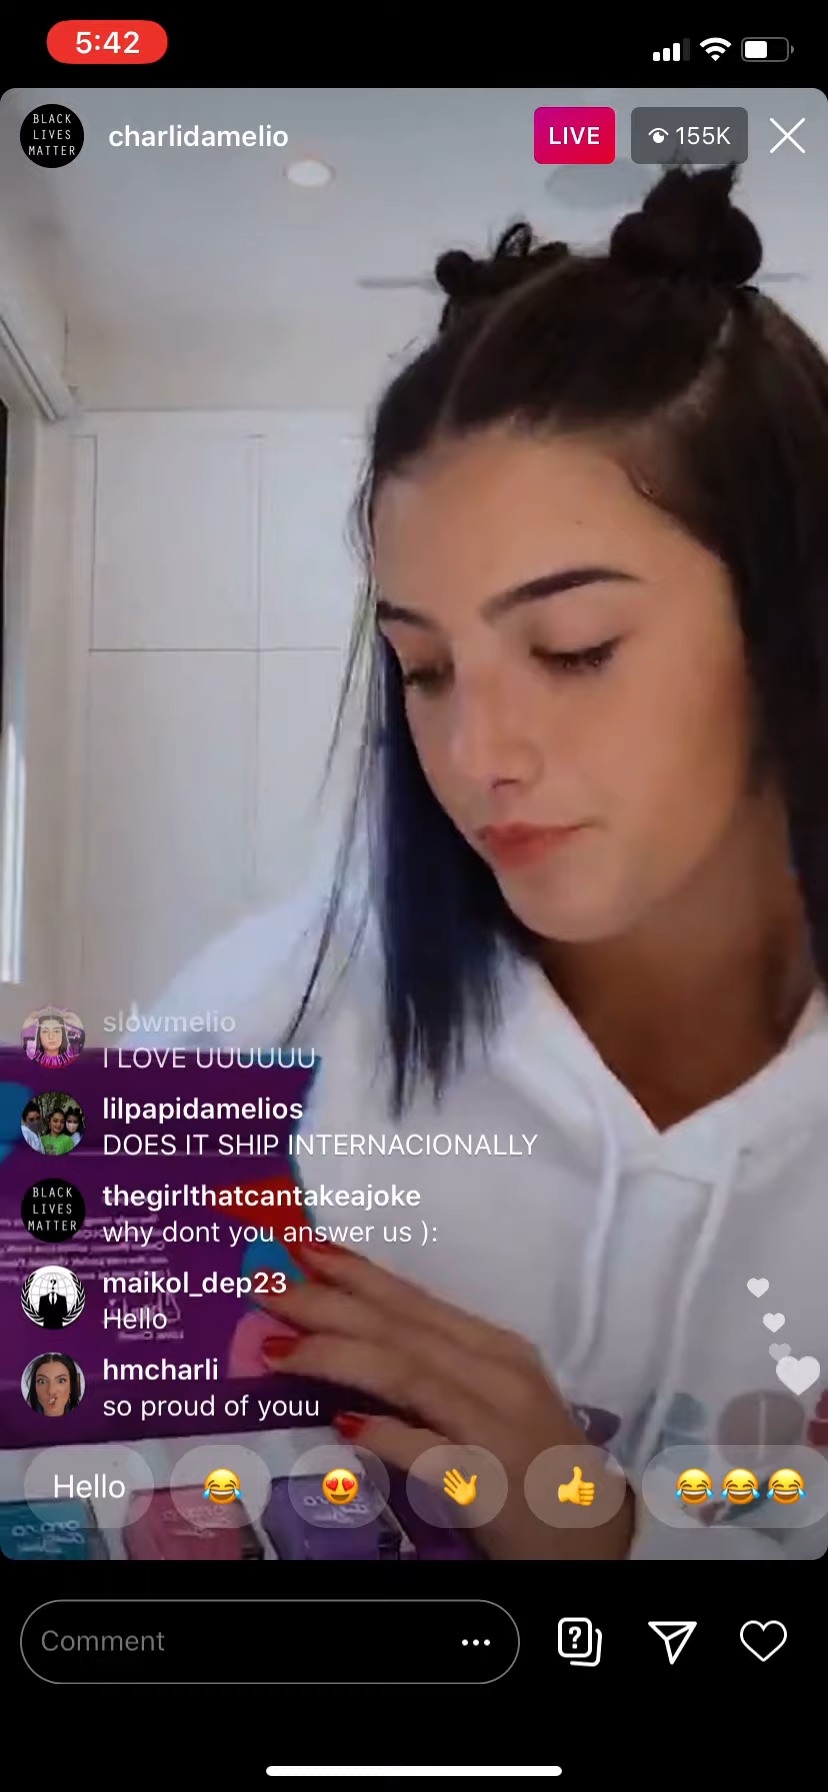 5:42
BLACK
LIVES
MATTER
charlidamelio
LIVE
155K
slowmelio
I LOVE UUUUUU
lilpapidamelios
DOES IT SHIP INTERNACIONALLY
BLACK
LIVES
MATTER
thegirlthatcantakeajoke
why dont you answer us ):
maikol_dep23
Hello
hmcharli
so proud of youu
Hello
Comment